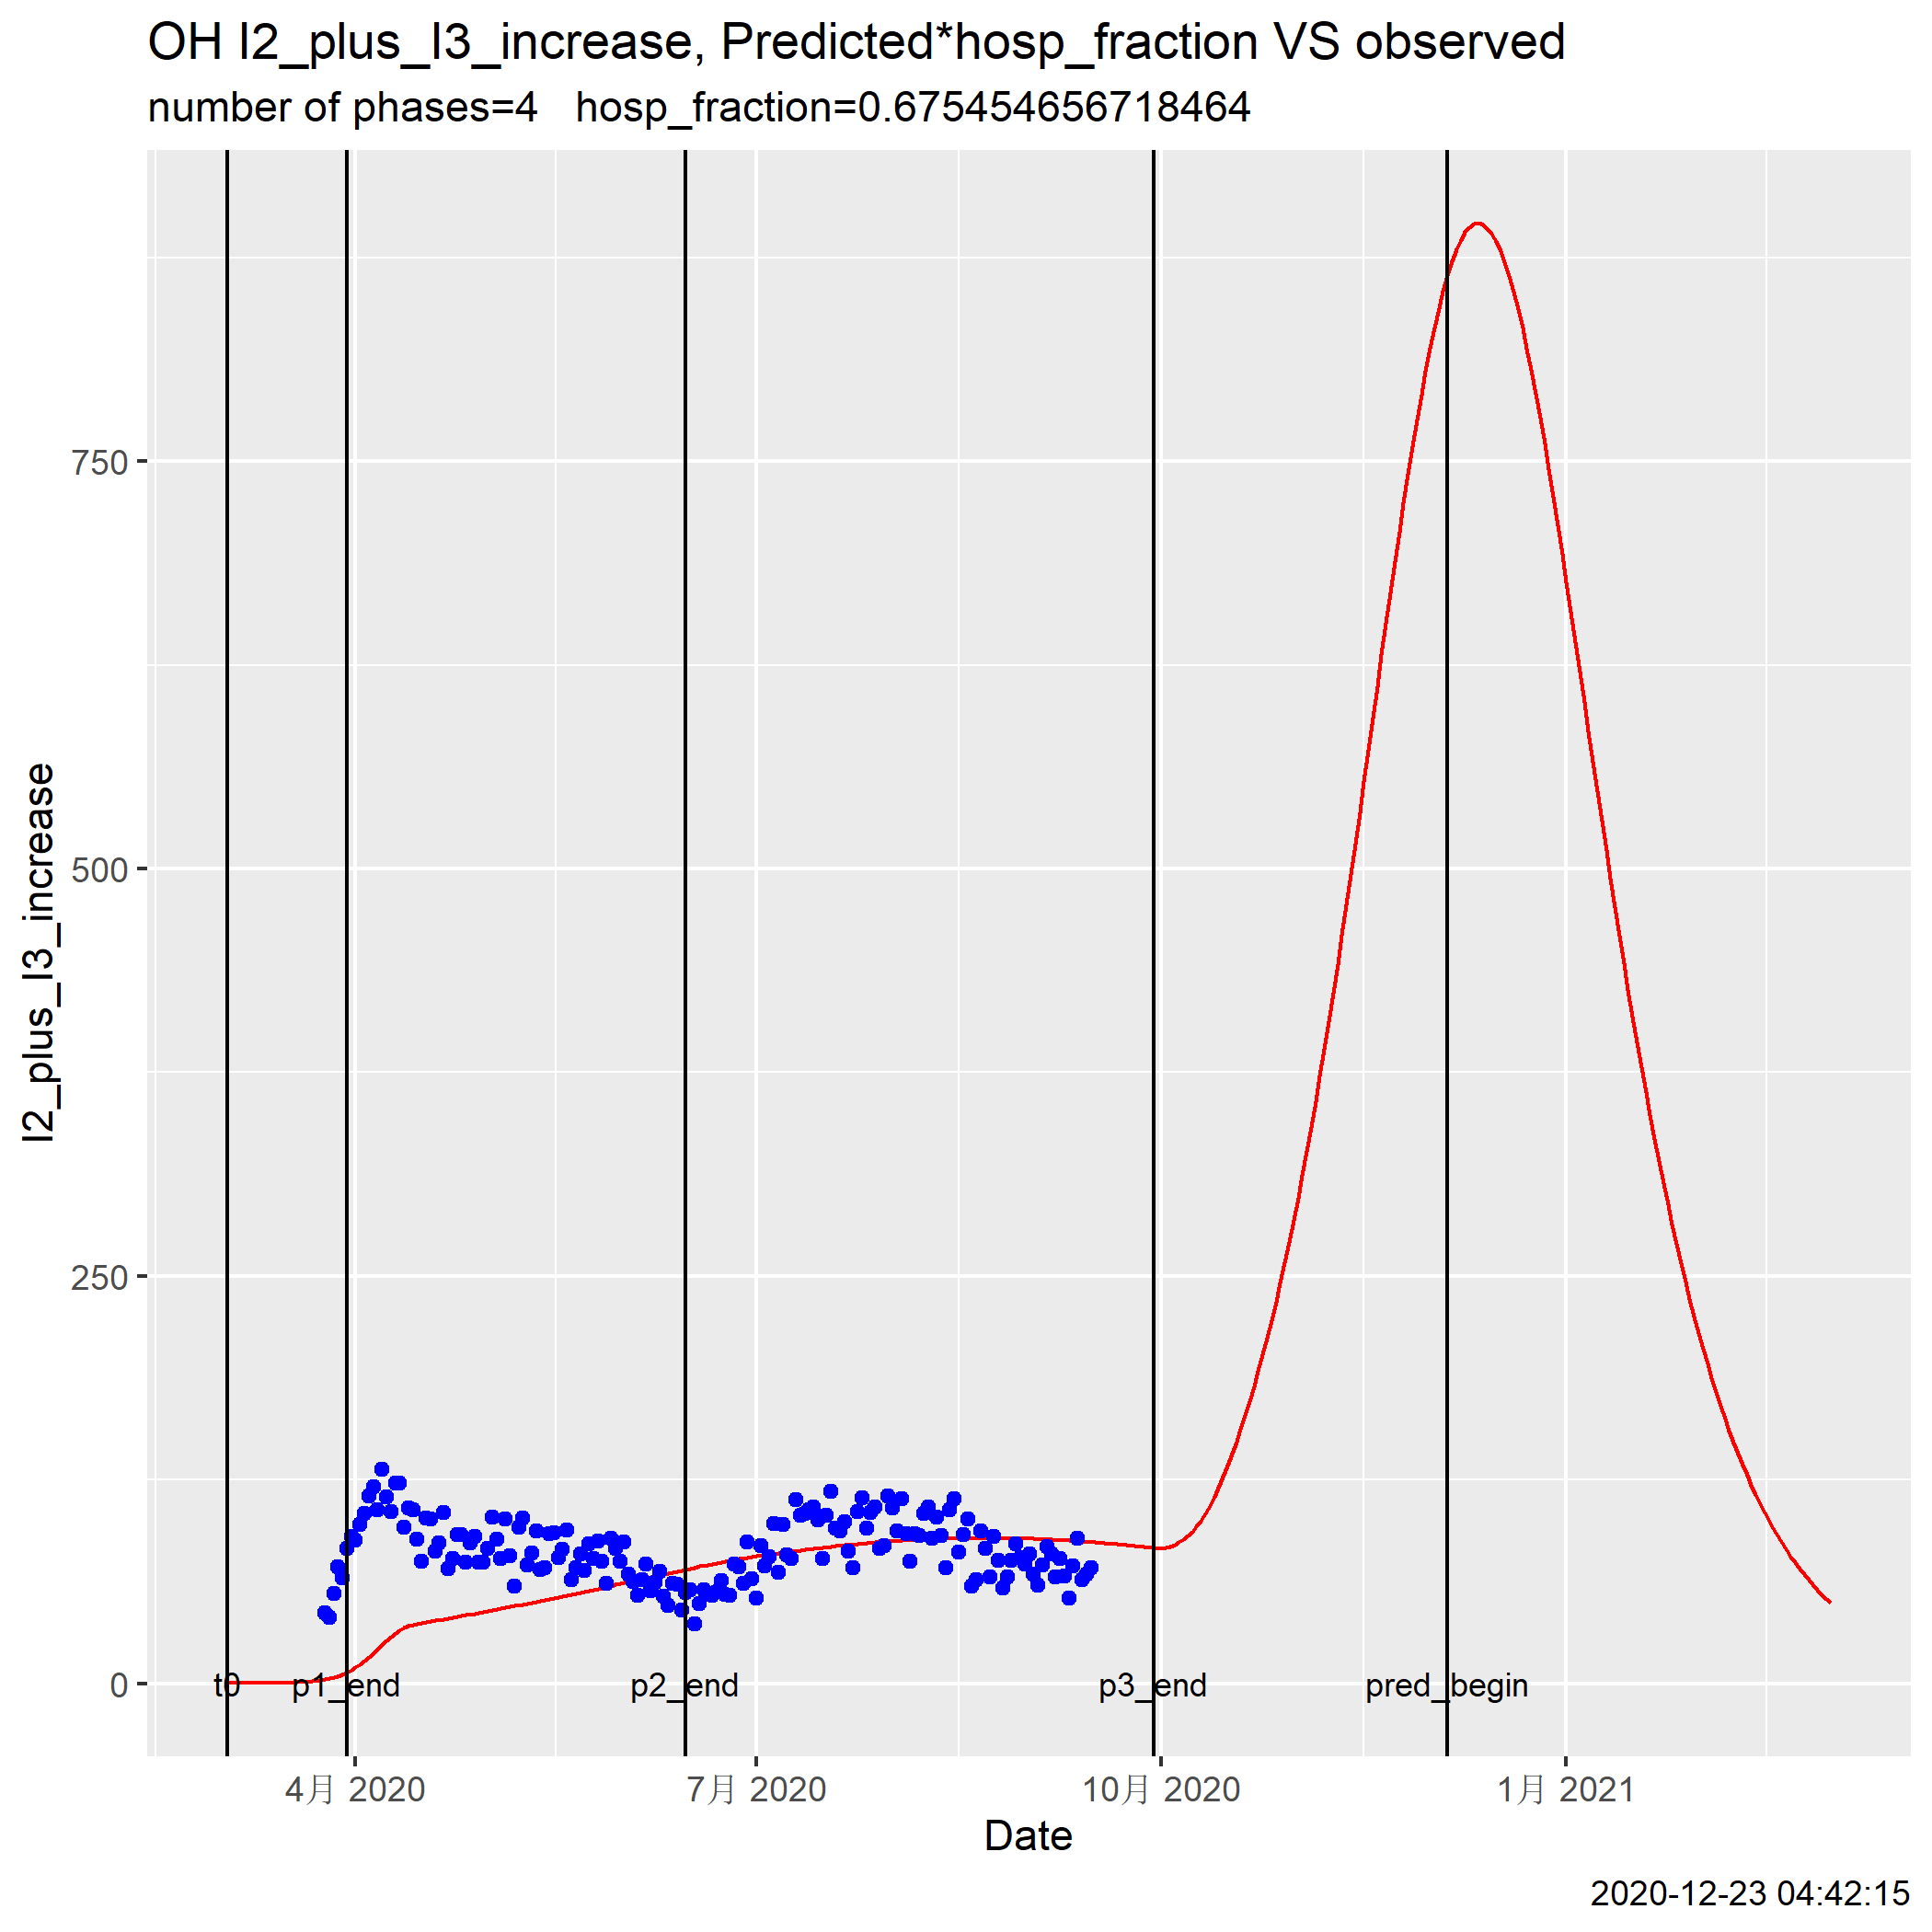 OH I2_plus_I3_increase, Predicted*hosp_fraction VS observed
number of phases=4   hosp_fraction=0.675454656718464
I2_plus_I3_increase
750
500
250
0
t0 p1_end p2_end p3_end pred_begin
4月 2020 7月 2020 10月 2020 1月 2021
Date
2020-12-23 04:42:15